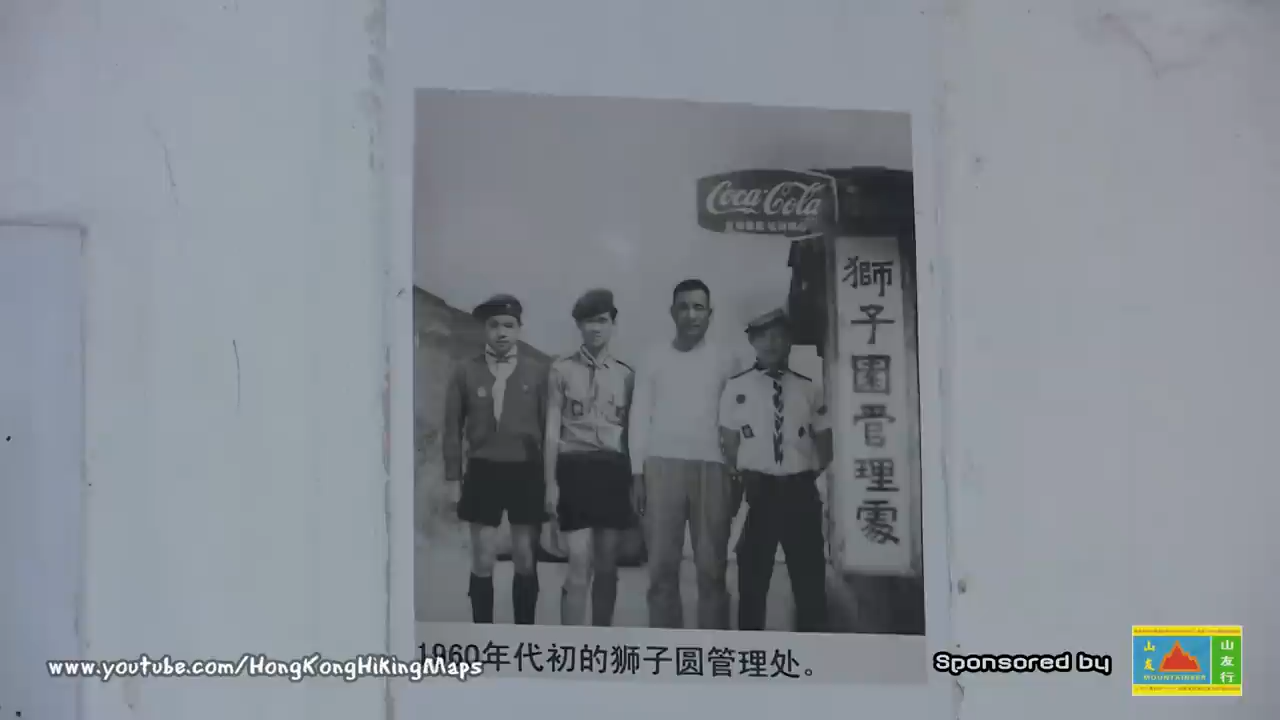 Coca-Cola
獅子園管理處
1960年代初的狮子圆管理处。
www.youtube.com/HongKongHikingMaps
Sponsored by
山友
MOUNTAINEER
山友行